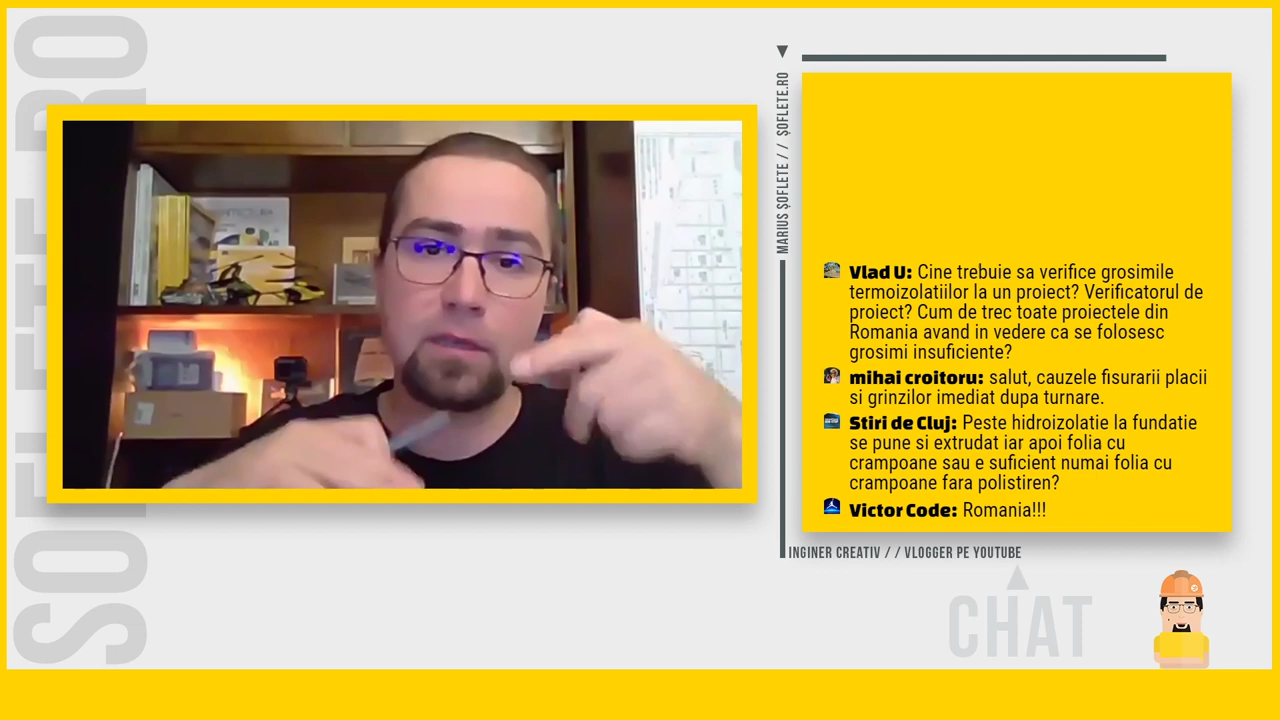 SOFLETE.RO
MARIUS ȘOFLETE // ȘOFLETE.RO
Vlad U: Cine trebuie sa verifice grosimile
termoizolatiilor la un proiect? Verificatorul de
proiect? Cum de trec toate proiectele din
Romania avand in vedere ca se folosesc
grosimi insuficiente?
mihai croitoru: salut, cauzele fisurarii placii
si grinzilor imediat dupa turnare.
Stiri de Cluj: Peste hidroizolatie la fundatie
se pune si extrudat iar apoi folia cu
crampoane sau e suficient numai folia cu
crampoane fara polistiren?
Victor Code: Romania!!!
INGINER CREATIV // VLOGGER PE YOUTUBE
CHAT